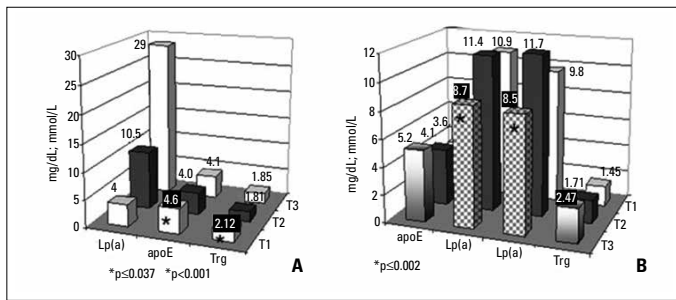 mg/dL; mmol/L
30
25
20
15
10
5
0
29
10.5
4
4.1
4.0
4.6
*
1.85
1.81
2.12
*
Lp(a)
apoE
Trg
T1
T2
T3
*p≤0.037 *p<0.001
A
mg/dL; mmol/L
12
10
8
6
4
2
0
11.4
10.9
11.7
9.8
8.7
*
8.5
*
5.2
4.1
3.6
1.45
1.71
2.47
apoE
Lp(a)
Lp(a)
Trg
T3
T2
T1
*p≤0.002
B